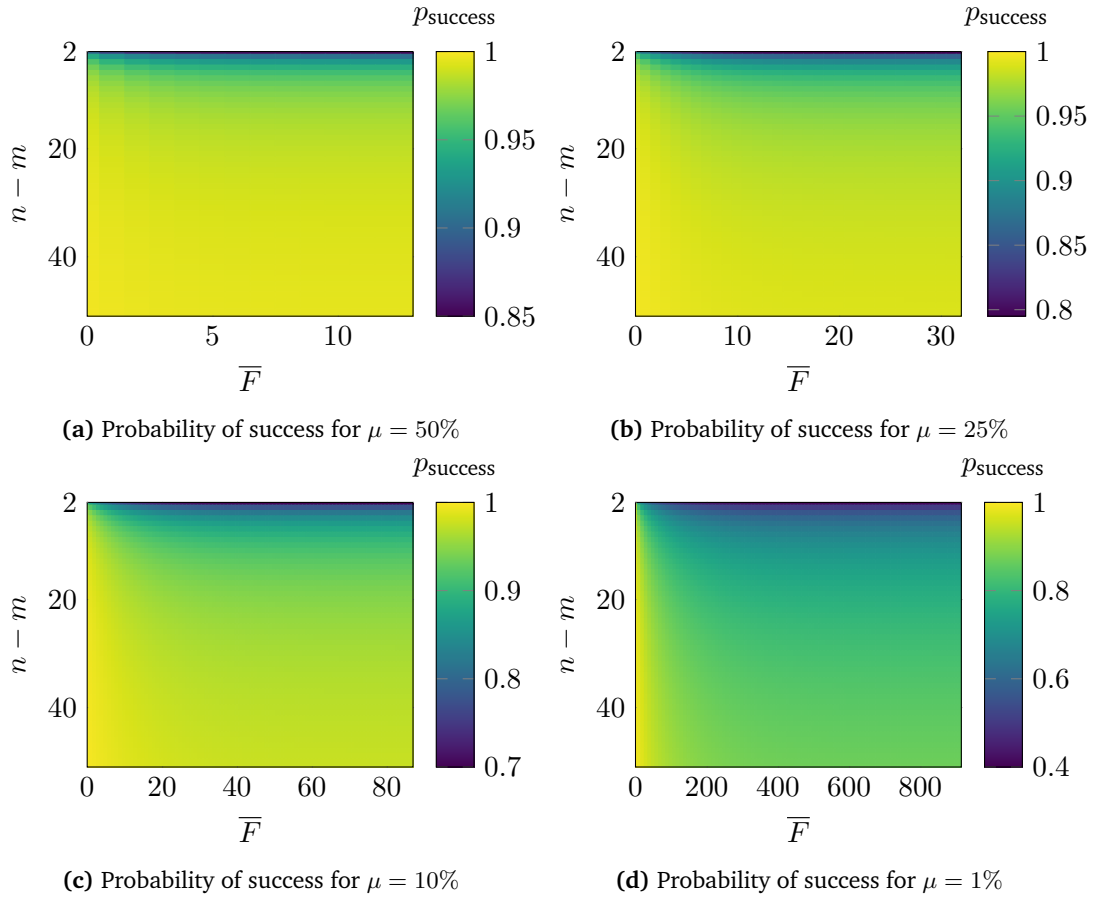 p_success
2
20
40
n − m
0 5 10
F̅
1
0.95
0.9
0.85
(a) Probability of success for μ = 50%
p_success
2
20
40
n − m
0 10 20 30
F̅
1
0.95
0.9
0.85
0.8
(b) Probability of success for μ = 25%
p_success
2
20
40
n − m
0 20 40 60 80
F̅
1
0.9
0.8
0.7
(c) Probability of success for μ = 10%
p_success
2
20
40
n − m
0 200 400 600 800
F̅
1
0.8
0.6
0.4
(d) Probability of success for μ = 1%